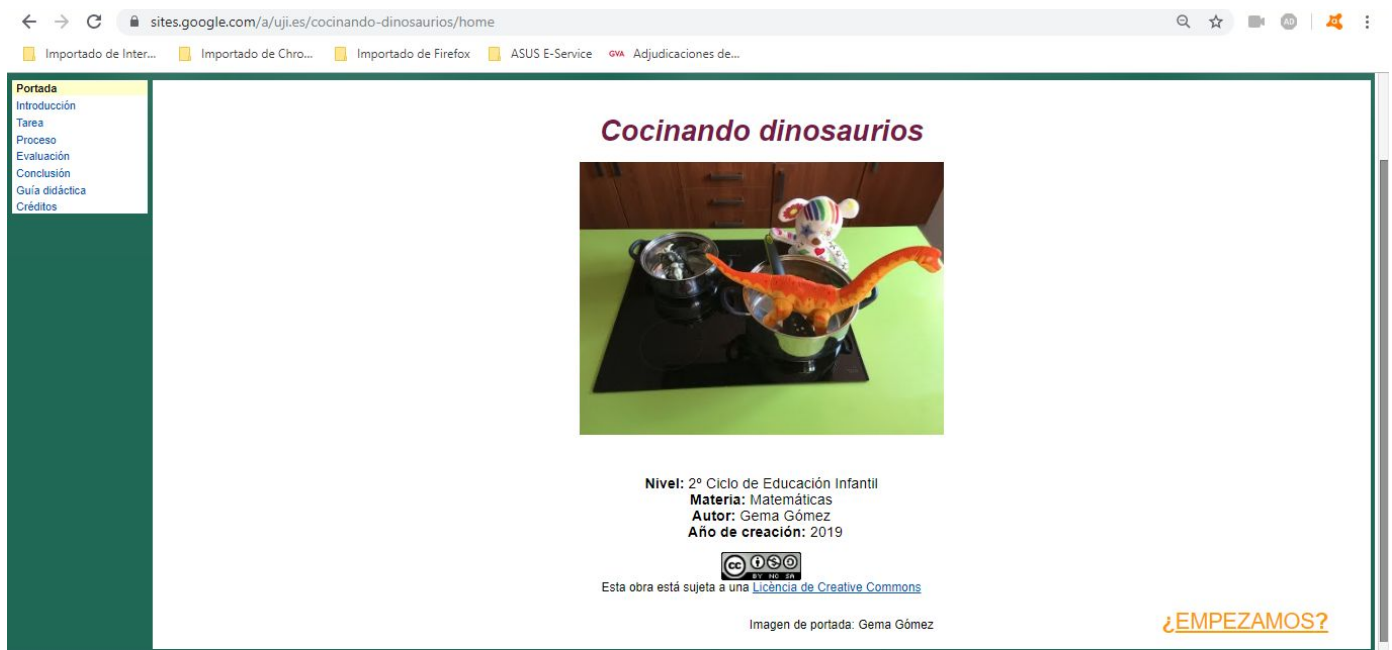 sites.google.com/a/uji.es/cocinando-dinosaurios/home
Importado de Inter... Importado de Chro... Importado de Firefox ASUS E-Service GVA Adjudicaciones de...
Portada
Introducción
Tarea
Proceso
Evaluación
Conclusión
Guía didáctica
Créditos
Cocinando dinosaurios
Nivel: 2º Ciclo de Educación Infantil
Materia: Matemáticas
Autor: Gema Gómez
Año de creación: 2019
cc BY NC SA
Esta obra está sujeta a una Licència de Creative Commons
Imagen de portada: Gema Gómez
¿EMPEZAMOS?